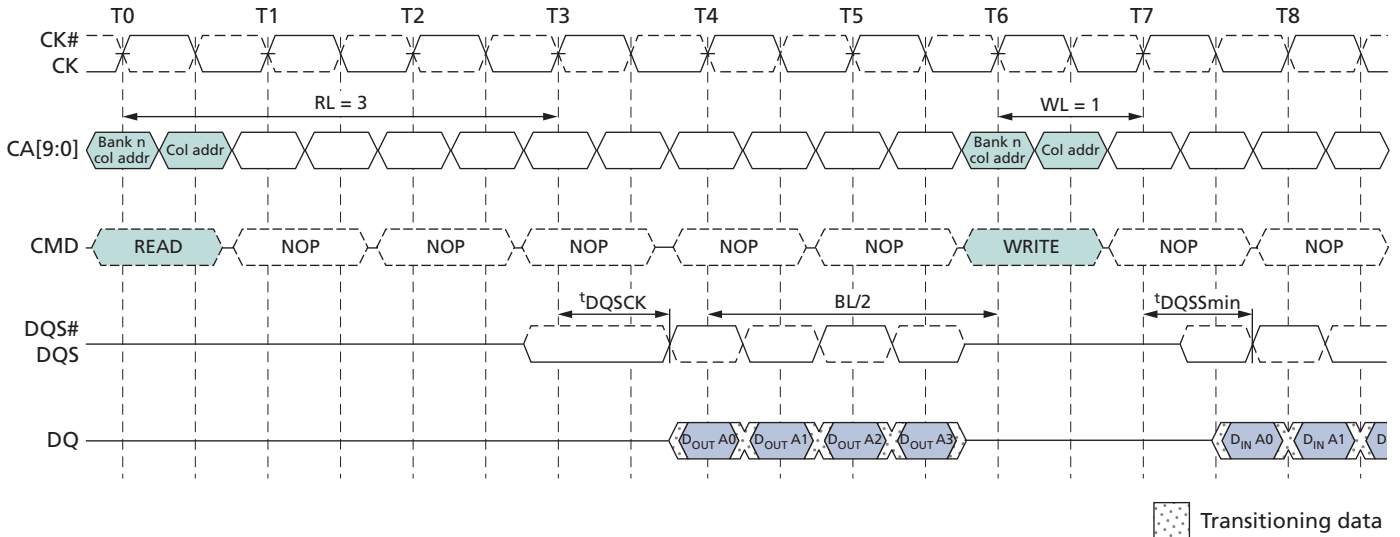 T0 T1 T2 T3 T4 T5 T6 T7 T8
CK#
CK
RL = 3 WL = 1
CA[9:0] Bank n col addr Col addr Bank n col addr Col addr
CMD READ NOP NOP NOP NOP NOP WRITE NOP NOP
tDQSCK BL/2 tDQSSmin
DQS#
DQS
DQ DOUT A0 DOUT A1 DOUT A2 DOUT A3 DIN A0 DIN A1 D
Transitioning data